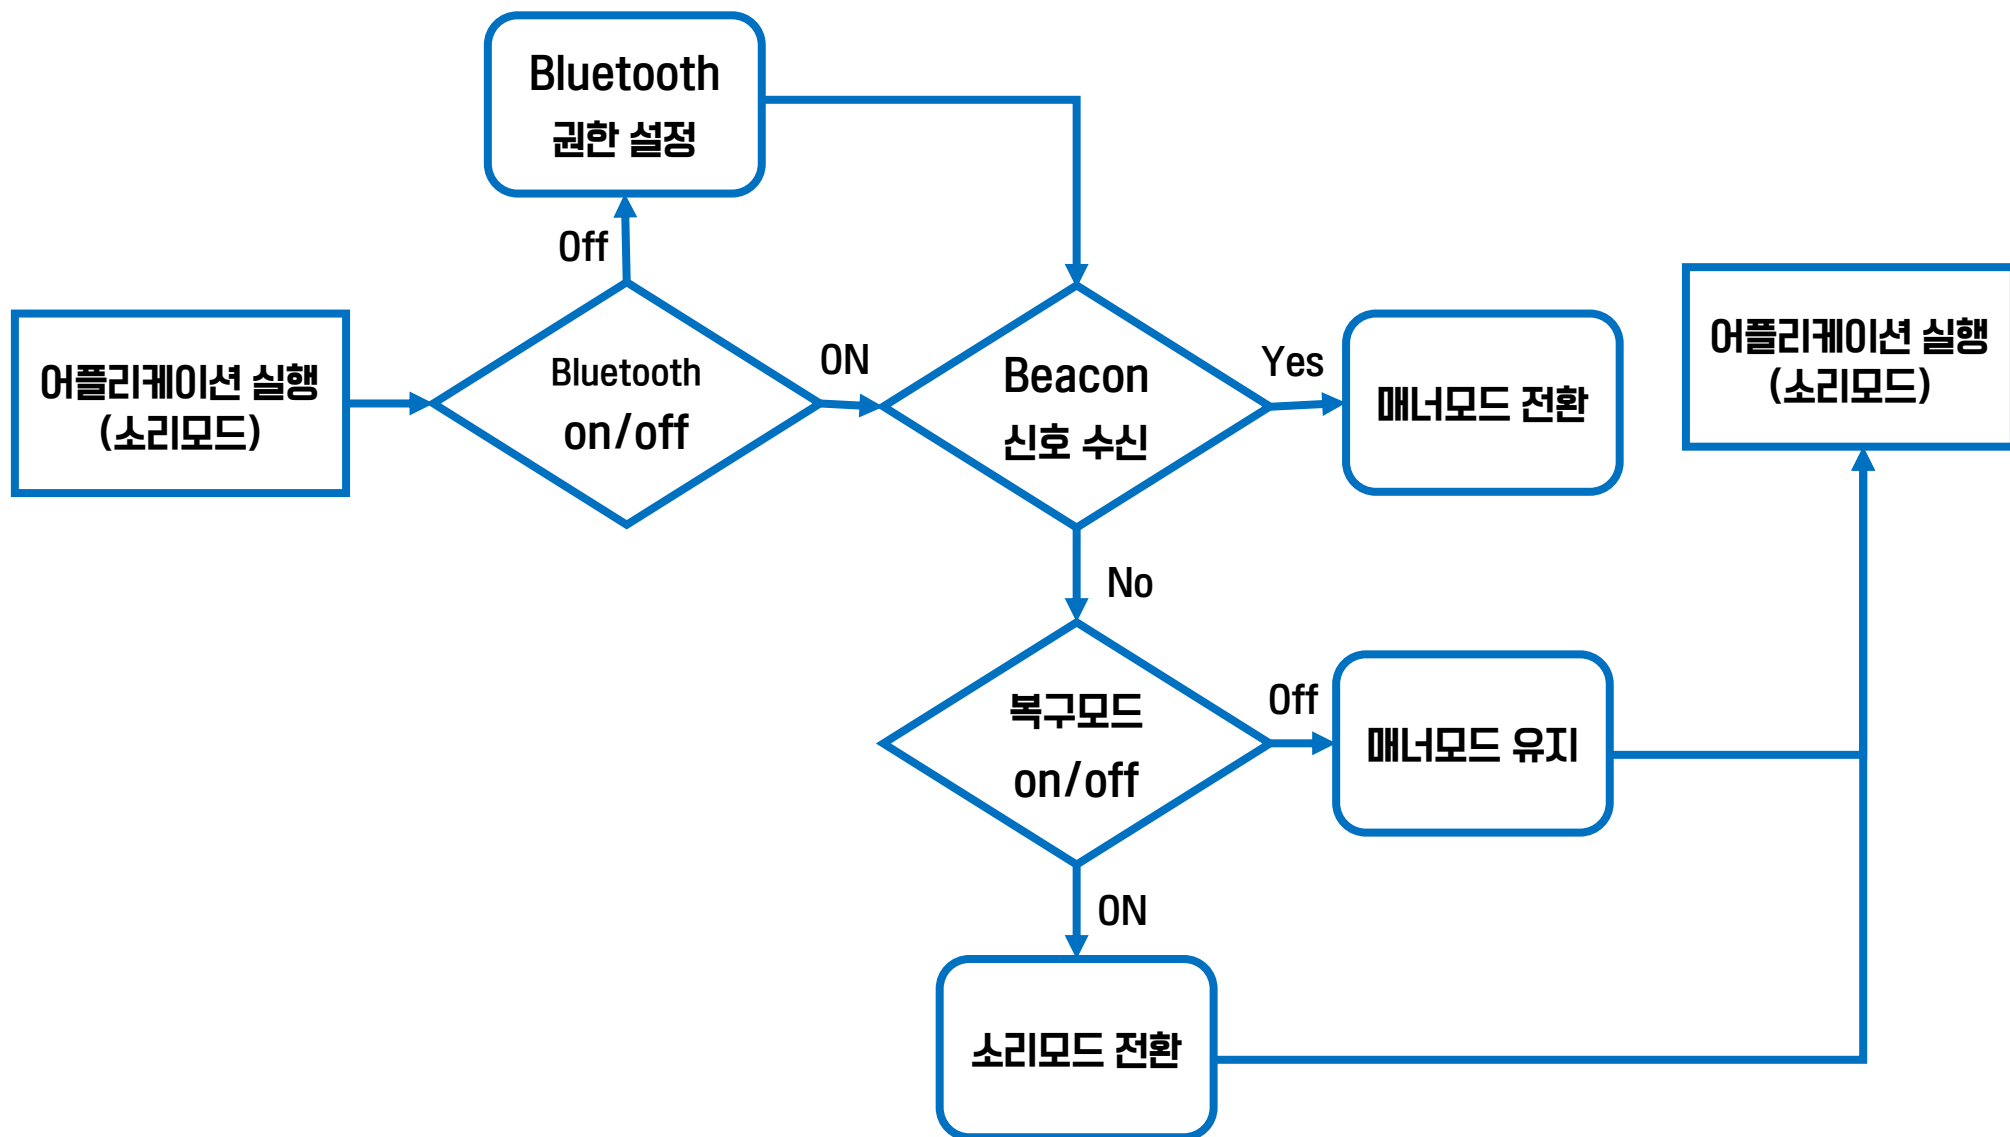 Bluetooth
권한 설정
Off
어플리케이션 실행
(소리모드)
Bluetooth
on/off
ON
Beacon
신호 수신
Yes
매너모드 전환
어플리케이션 실행
(소리모드)
No
복구모드
on/off
Off
매너모드 유지
ON
소리모드 전환